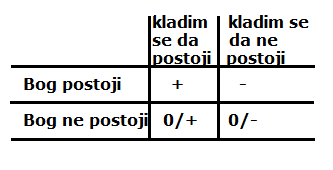 kladim kladim se
se da da ne
postoji postoji
Bog postoji + -
Bog ne postoji 0/+ 0/-